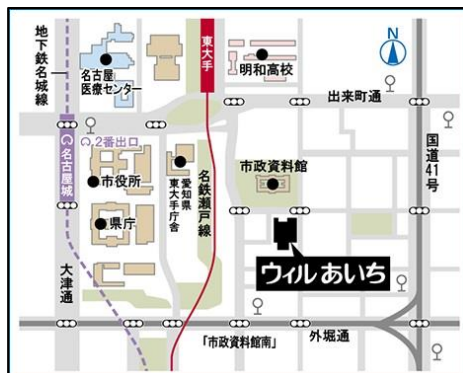 地下鉄名城線
名古屋
医療センター
東大手
明和高校
N
出来町通
2番出口
名古屋城
市役所
愛知県
東大手庁舎
名鉄瀬戸線
市政資料館
国道41号
県庁
ウィルあいち
大津通
「市政資料館南」
外堀通